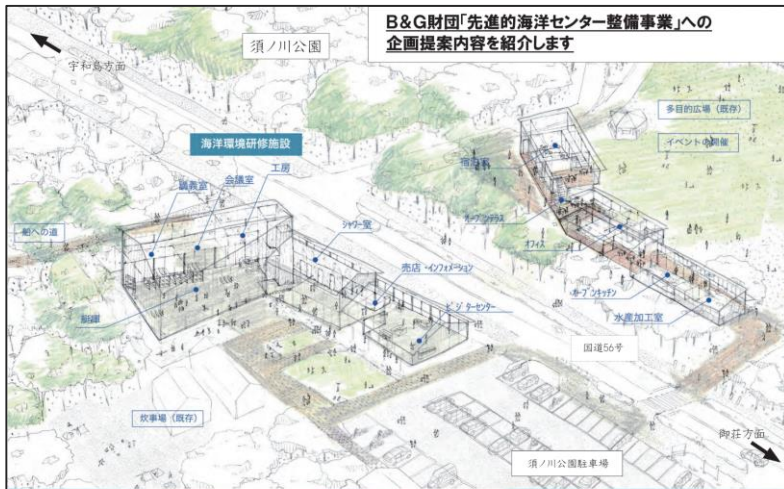 B&G財団「先進的海洋センター整備事業」への
企画提案内容を紹介します
宇和島方面
須ノ川公園
多目的広場（既存）
イベントの開催
海洋環境研修施設
講義室
会議室
工房
シャワー室
売店・インフォメーション
ビジターセンター
オープンテラス
オフィス
オープンキッチン
水産加工室
国道56号
炊事場（既存）
須ノ川公園駐車場
御荘方面